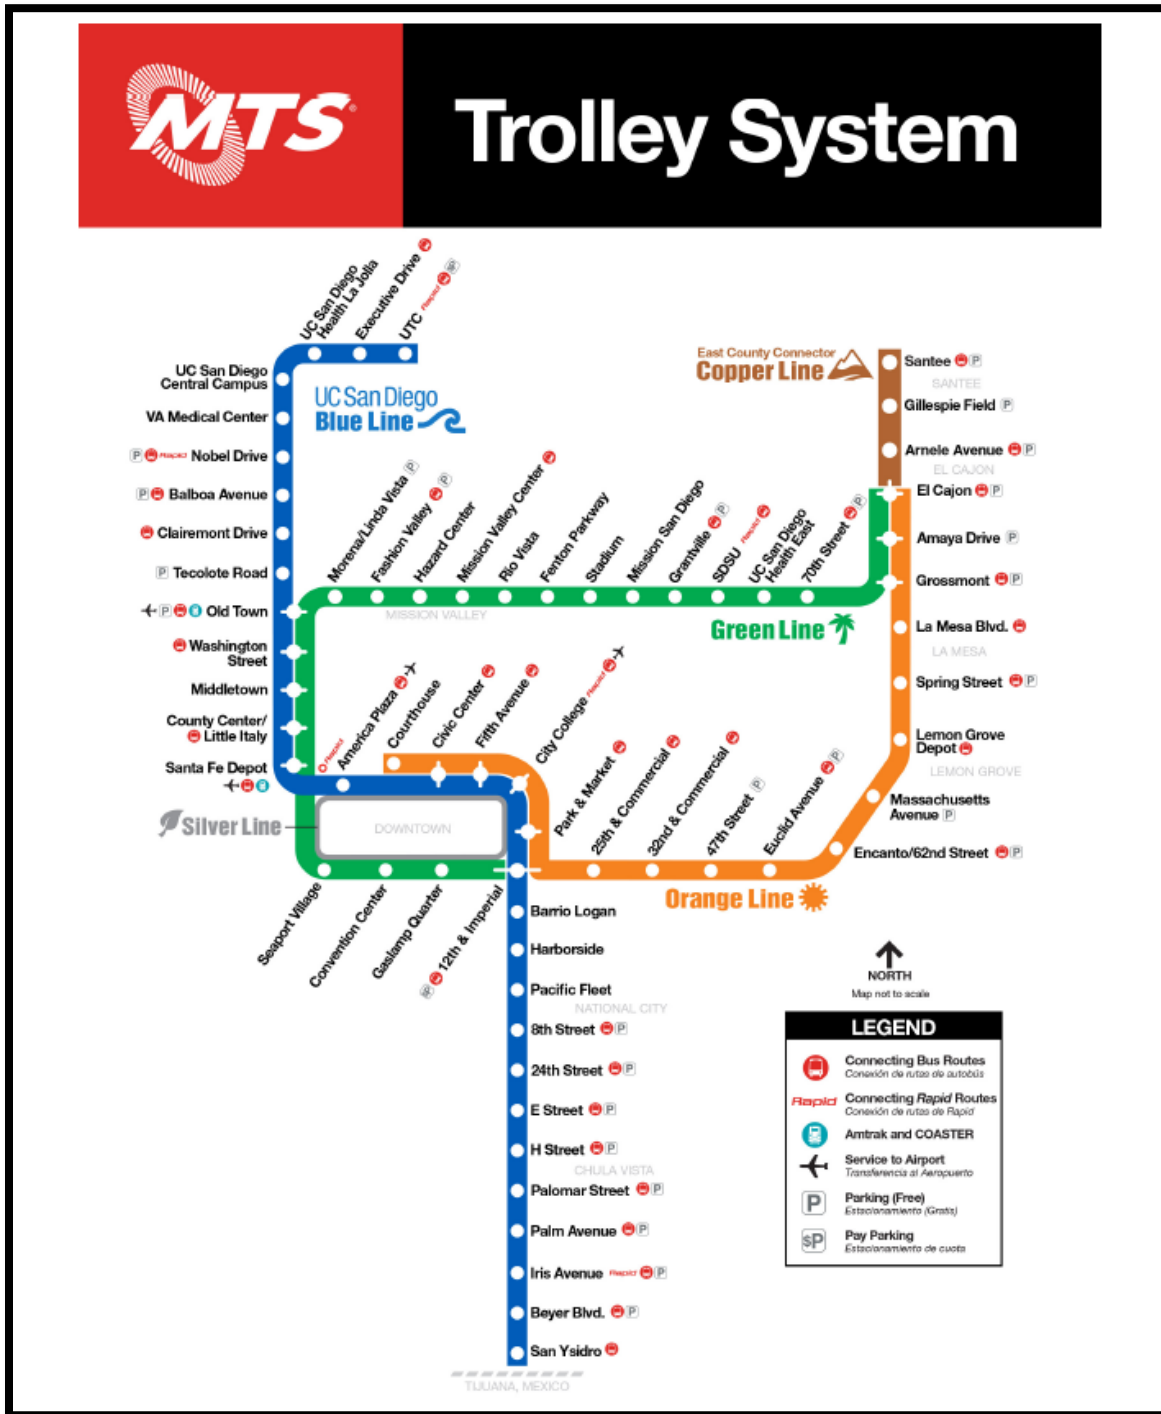 MTS®
Trolley System
UC San Diego
Health La Jolla
Executive Drive
UTC Rapid $P
UC San Diego
Central Campus
VA Medical Center
P Rapid Nobel Drive
P Balboa Avenue
Clairemont Drive
P Tecolote Road
P Old Town
Washington
Street
Middletown
County Center/
Little Italy
Santa Fe Depot
UC San Diego
Blue Line
East County Connector
Copper Line
Santee P
SANTEE
Gillespie Field P
Arnele Avenue P
EL CAJON
El Cajon P
Amaya Drive P
Grossmont P
La Mesa Blvd.
LA MESA
Spring Street P
Lemon Grove
Depot
LEMON GROVE
Massachusetts
Avenue P
Encanto/62nd Street P
Morena/Linda Vista P
Fashion Valley P
Hazard Center
Mission Valley Center
Rio Vista
Fenton Parkway
Stadium
Mission San Diego
Grantville P
SDSU Rapid
UC San Diego
Health East
70th Street P
MISSION VALLEY
Green Line
Rapid
America Plaza
Courthouse
Civic Center
Fifth Avenue
City College Rapid
Park & Market
25th & Commercial
32nd & Commercial
47th Street P
Euclid Avenue P
Silver Line
DOWNTOWN
Orange Line
Seaport Village
Convention Center
Gaslamp Quarter
$P 12th & Imperial
Barrio Logan
Harborside
Pacific Fleet
NATIONAL CITY
8th Street P
24th Street P
E Street P
H Street P
CHULA VISTA
Palomar Street P
Palm Avenue P
Iris Avenue Rapid P
Beyer Blvd. P
San Ysidro
TIJUANA, MEXICO
NORTH
Map not to scale
LEGEND
Connecting Bus Routes
Conexión de rutas de autobús
Rapid Connecting Rapid Routes
Conexión de rutas de Rapid
Amtrak and COASTER
Service to Airport
Transferencia al Aeropuerto
P Parking (Free)
Estacionamiento (Gratis)
$P Pay Parking
Estacionamiento de cuota